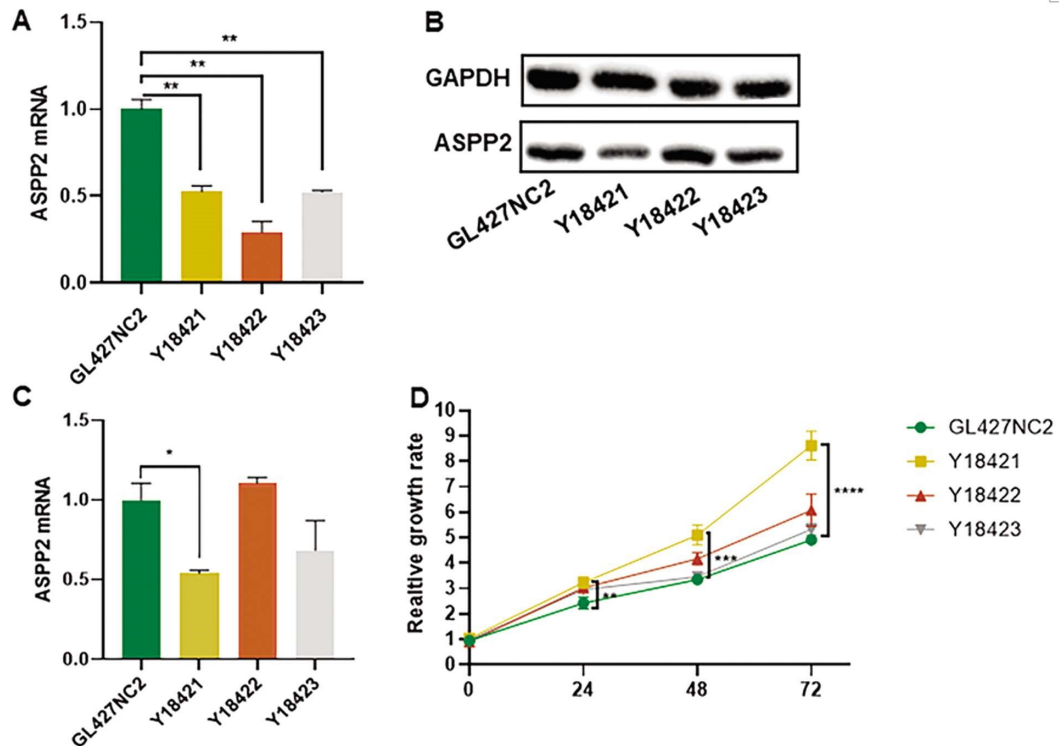 A
1.5
1.0
0.5
0.0
ASPP2 mRNA
**
**
**
GL427NC2
Y18421
Y18422
Y18423
B
GAPDH
ASPP2
GL427NC2
Y18421
Y18422
Y18423
C
1.5
1.0
0.5
0.0
ASPP2 mRNA
*
GL427NC2
Y18421
Y18422
Y18423
D
10
9
8
7
6
5
4
3
2
1
0
Realtive growth rate
0
24
48
72
**
***
****
GL427NC2
Y18421
Y18422
Y18423